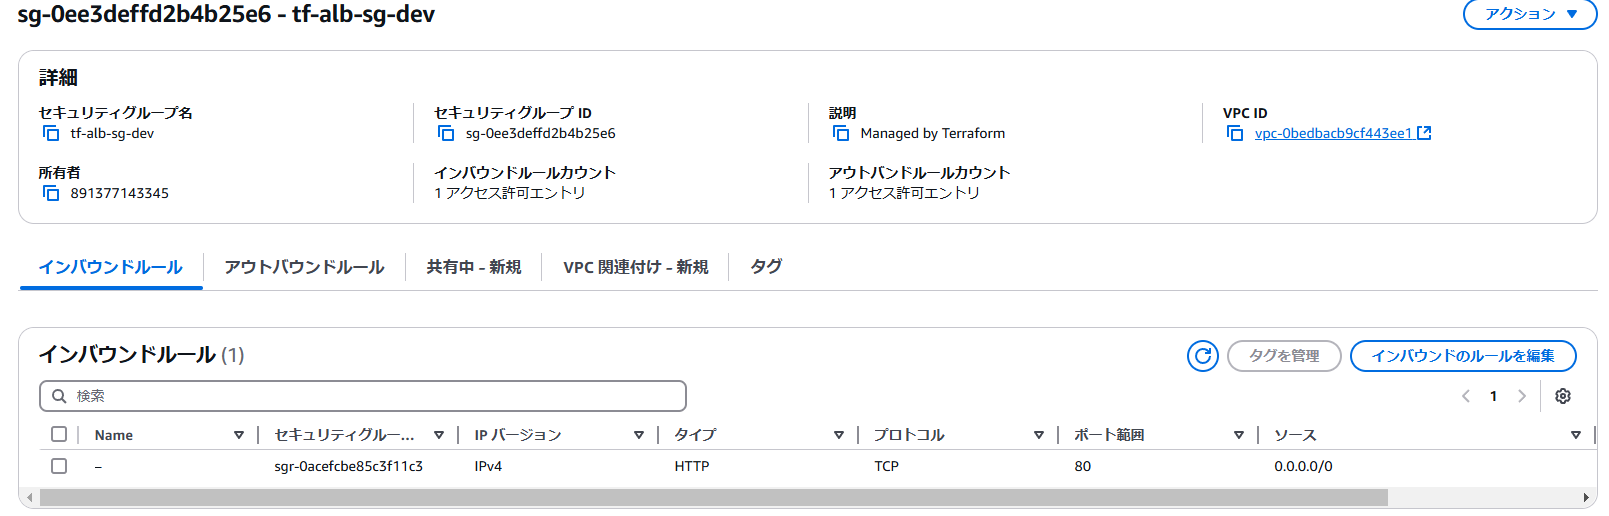 sg-0ee3deffd2b4b25e6 - tf-alb-sg-dev
アクション
詳細
セキュリティグループ名
tf-alb-sg-dev
セキュリティグループ ID
sg-0ee3deffd2b4b25e6
説明
Managed by Terraform
VPC ID
vpc-0bedbacb9cf443ee1
所有者
891377143345
インバウンドルールカウント
1 アクセス許可エントリ
アウトバンドルールカウント
1 アクセス許可エントリ
インバウンドルール
アウトバウンドルール
共有中 - 新規
VPC 関連付け - 新規
タグ
インバウンドルール (1)
タグを管理
インバウンドのルールを編集
検索
1
Name
セキュリティグルー...
IP バージョン
タイプ
プロトコル
ポート範囲
ソース
–
sgr-0acefcbe85c3f11c3
IPv4
HTTP
TCP
80
0.0.0.0/0